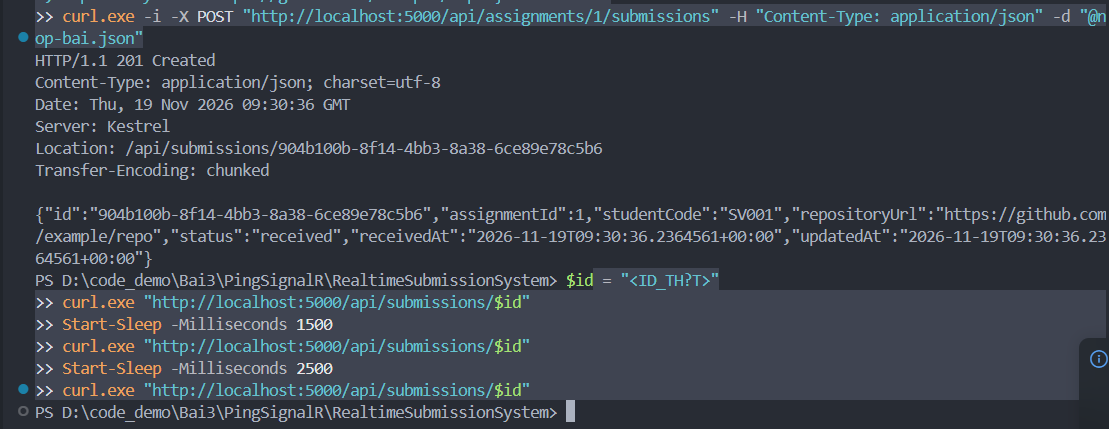 >> curl.exe -i -X POST "http://localhost:5000/api/assignments/1/submissions" -H "Content-Type: application/json" -d "@n
op-bai.json"
HTTP/1.1 201 Created
Content-Type: application/json; charset=utf-8
Date: Thu, 19 Nov 2026 09:30:36 GMT
Server: Kestrel
Location: /api/submissions/904b100b-8f14-4bb3-8a38-6ce89e78c5b6
Transfer-Encoding: chunked

{"id":"904b100b-8f14-4bb3-8a38-6ce89e78c5b6","assignmentId":1,"studentCode":"SV001","repositoryUrl":"https://github.com
/example/repo","status":"received","receivedAt":"2026-11-19T09:30:36.2364561+00:00","updatedAt":"2026-11-19T09:30:36.23
64561+00:00"}
PS D:\code_demo\Bai3\PingSignalR\RealtimeSubmissionSystem> $id = "<ID_TH?T>"
>> curl.exe "http://localhost:5000/api/submissions/$id"
>> Start-Sleep -Milliseconds 1500
>> curl.exe "http://localhost:5000/api/submissions/$id"
>> Start-Sleep -Milliseconds 2500
>> curl.exe "http://localhost:5000/api/submissions/$id"
PS D:\code_demo\Bai3\PingSignalR\RealtimeSubmissionSystem>